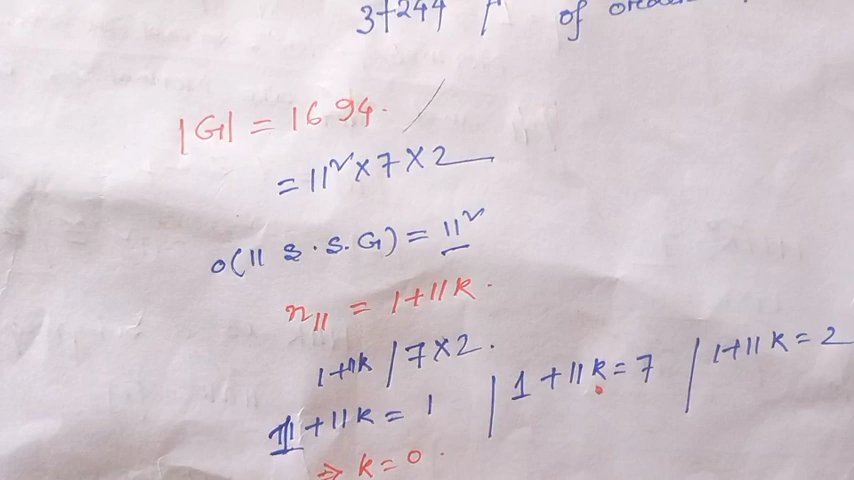 3+244 of
|G| = 1694.
= 11² × 7 × 2
o(11 S.S.G) = 11²
n₁₁ = 1+11k.
1+11k / 7×2.
1+11k = 1 | 1+11k = 7 | 1+11k = 2
⇒ k = 0.